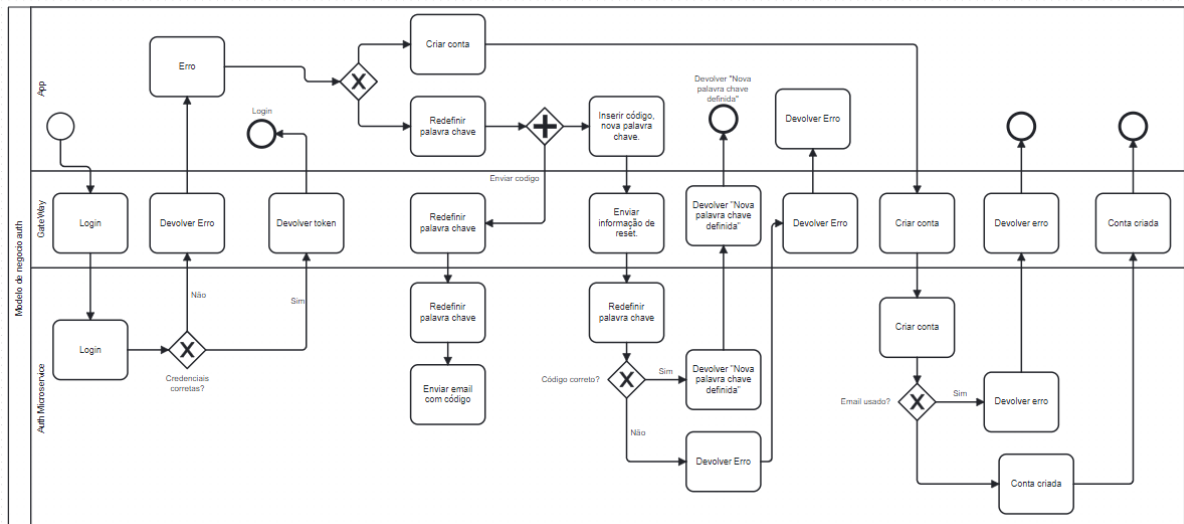 Modelo de negocio auth
App
Erro
Criar conta
Redefinir
palavra chave
Login
Inserir código,
nova palavra
chave.
Devolver "Nova
palavra chave
definida"
Devolver Erro
Enviar codigo
GateWay
Login
Devolver Erro
Devolver token
Redefinir
palavra chave
Enviar
informação de
reset.
Devolver "Nova
palavra chave
definida"
Devolver Erro
Criar conta
Devolver erro
Conta criada
Auth Microservice
Login
Não
Sim
Credenciais
corretas?
Redefinir
palavra chave
Enviar email
com código
Redefinir
palavra chave
Código correto?
Sim
Não
Devolver "Nova
palavra chave
definida"
Devolver Erro
Criar conta
Email usado?
Sim
Devolver erro
Conta criada